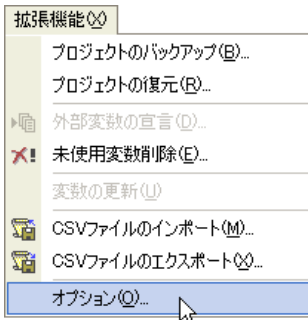 拡張機能(X)
プロジェクトのバックアップ(B)...
プロジェクトの復元(R)...
外部変数の宣言(D)...
未使用変数削除(E)...
変数の更新(U)
CSVファイルのインポート(M)...
CSVファイルのエクスポート(X)...
オプション(O)...